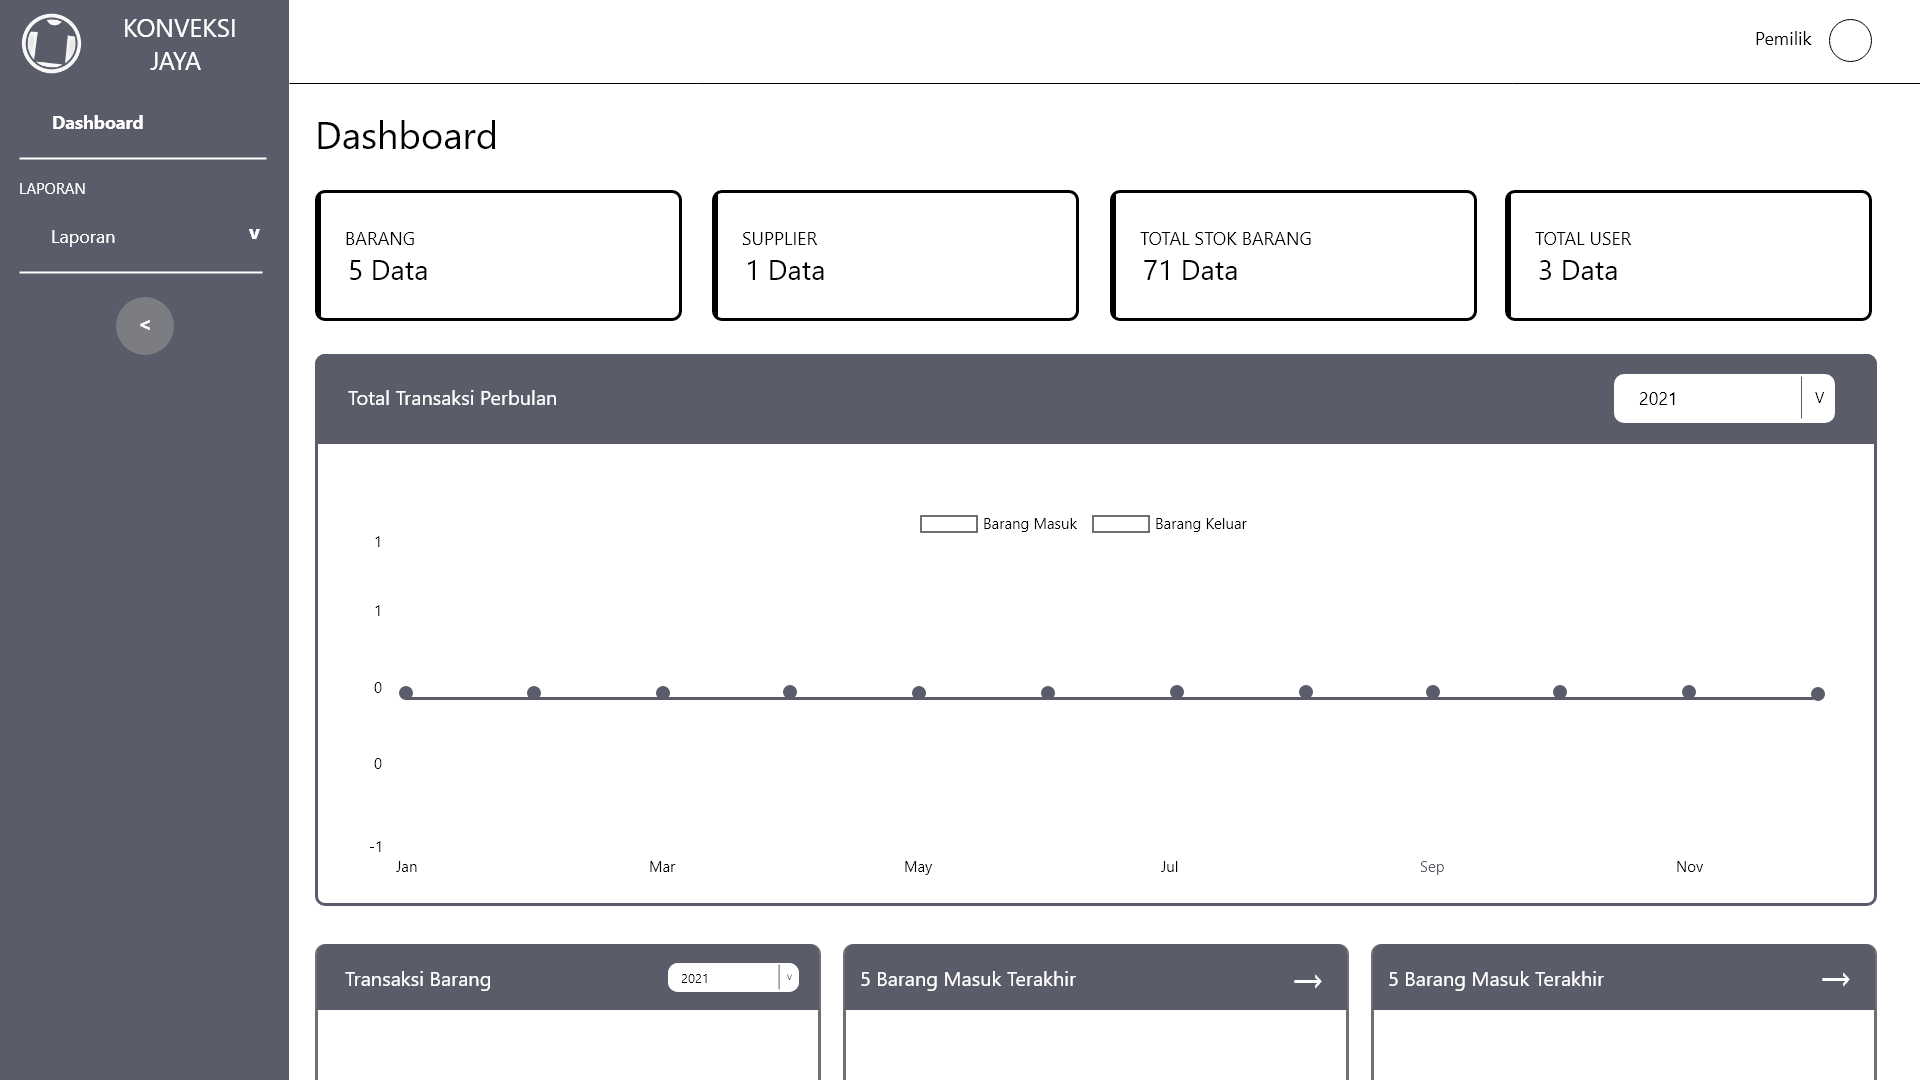 KONVEKSI
JAYA
Pemilik
Dashboard
LAPORAN
Laporan
v
<
Dashboard
BARANG
5 Data
SUPPLIER
1 Data
TOTAL STOK BARANG
71 Data
TOTAL USER
3 Data
Total Transaksi Perbulan
2021
V
Barang Masuk
Barang Keluar
1
1
0
0
-1
Jan
Mar
May
Jul
Sep
Nov
Transaksi Barang
2021
V
5 Barang Masuk Terakhir
→
5 Barang Masuk Terakhir
→